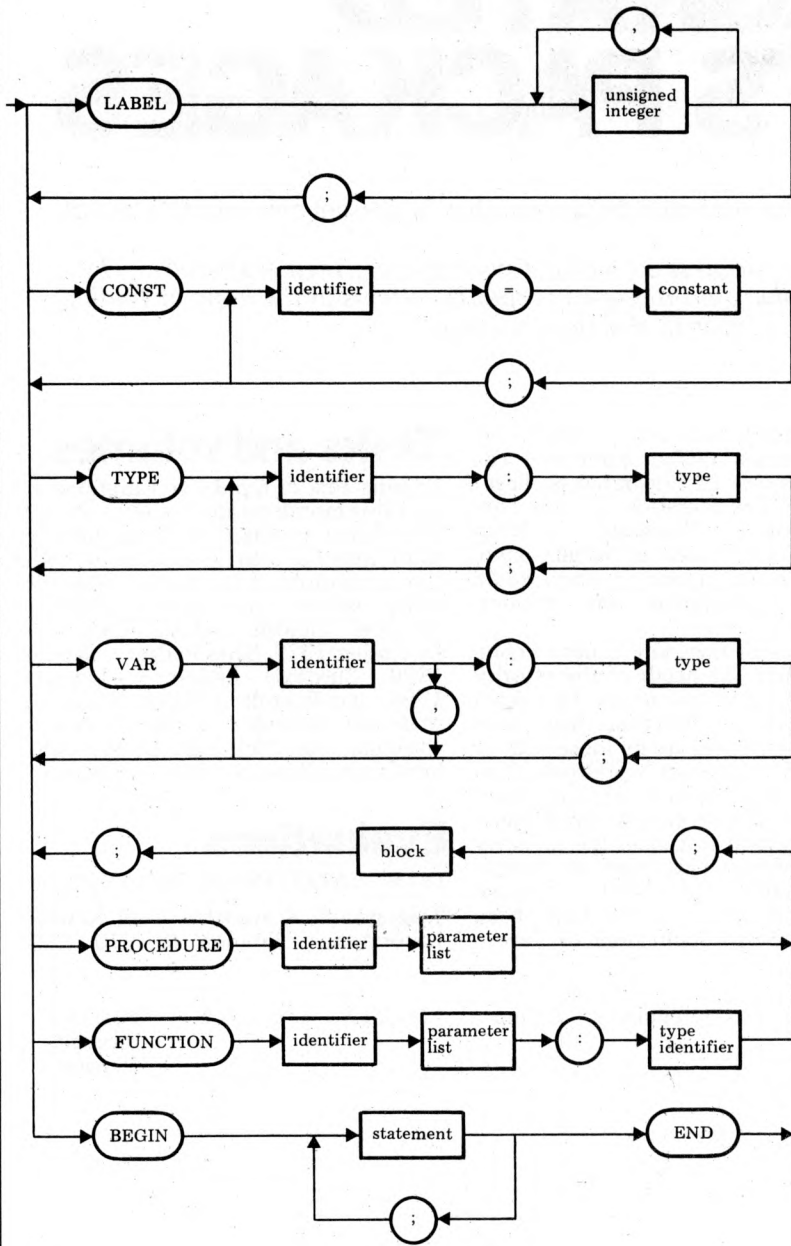 ,
LABEL
unsigned
integer
;
CONST
identifier
=
constant
;
TYPE
identifier
:
type
;
VAR
identifier
:
type
;
;
block
;
PROCEDURE
identifier
parameter
list
FUNCTION
identifier
parameter
list
:
type
identifier
BEGIN
statement
END
;